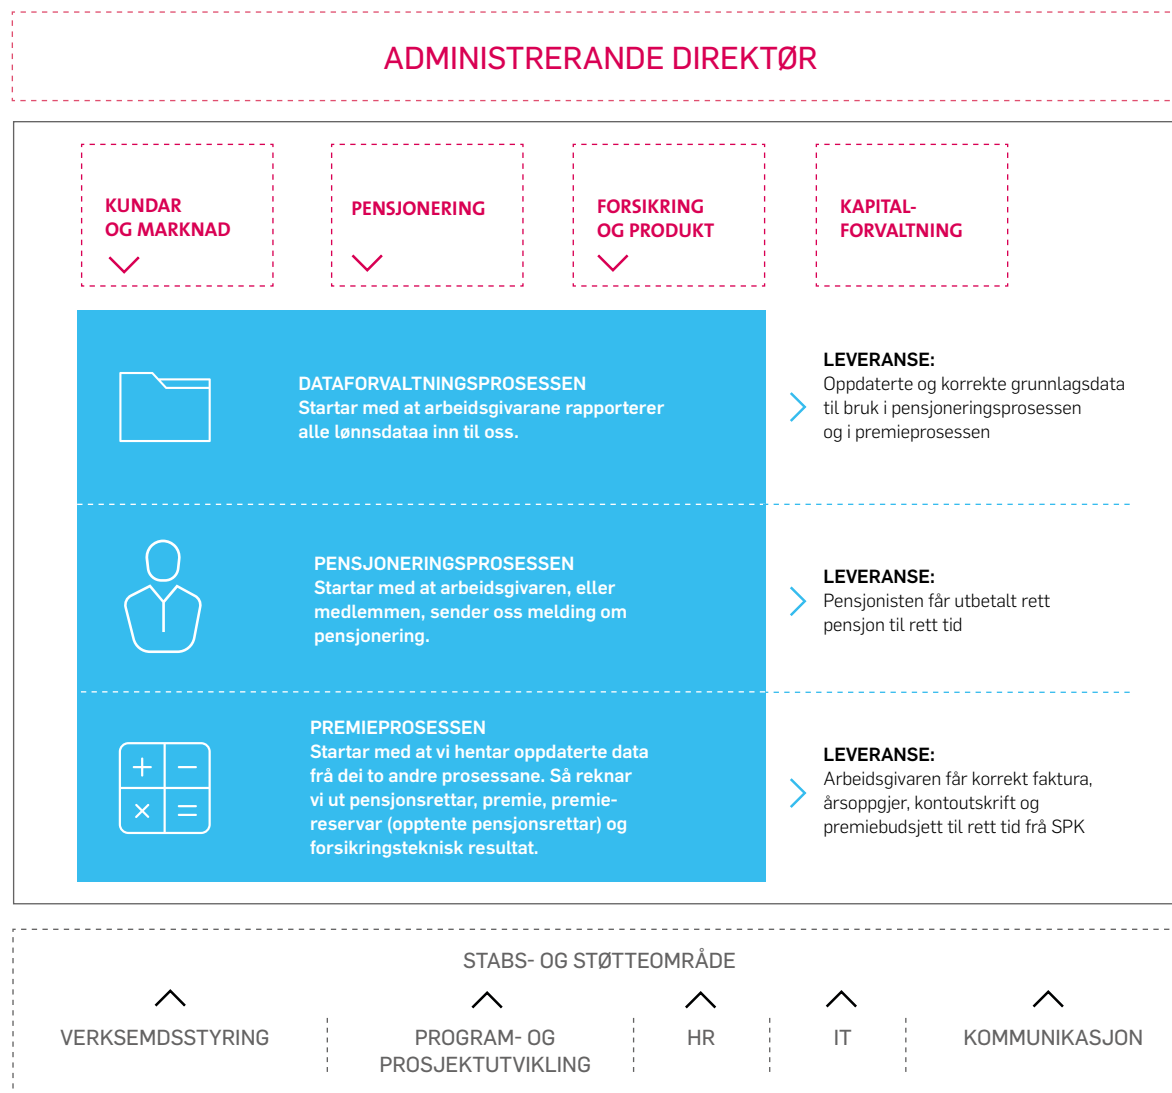 ADMINISTRERANDE DIREKTØR
KUNDAR
OG MARKNAD
PENSJONERING
FORSIKRING
OG PRODUKT
KAPITAL-
FORVALTNING
DATAFORVALTNINGSPROSESSEN
Startar med at arbeidsgivarane rapporterer
alle lønnsdataa inn til oss.
LEVERANSE:
Oppdaterte og korrekte grunnlagsdata
til bruk i pensjoneringsprosessen
og i premieprosessen
PENSJONERINGSPROSESSEN
Startar med at arbeidsgivaren, eller
medlemmen, sender oss melding om
pensjonering.
LEVERANSE:
Pensjonisten får utbetalt rett
pensjon til rett tid
PREMIEPROSESSEN
Startar med at vi hentar oppdaterte data
frå dei to andre prosessane. Så reknar
vi ut pensjonsrettar, premie, premie-
reservar (opptente pensjonsrettar) og
forsikringsteknisk resultat.
LEVERANSE:
Arbeidsgivaren får korrekt faktura,
årsoppgjer, kontoutskrift og
premiebudsjett til rett tid frå SPK
STABS- OG STØTTEOMRÅDE
VERKSEMDSSTYRING
PROGRAM- OG
PROSJEKTUTVIKLING
HR
IT
KOMMUNIKASJON